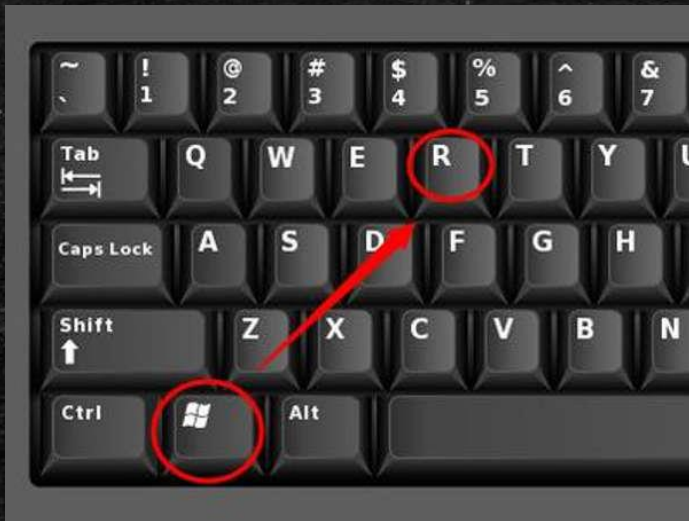 ~ ! @ # $ % ^ &
` 1 2 3 4 5 6 7
Tab Q W E R T Y U
Caps Lock A S D F G H
Shift Z X C V B N
Ctrl Alt